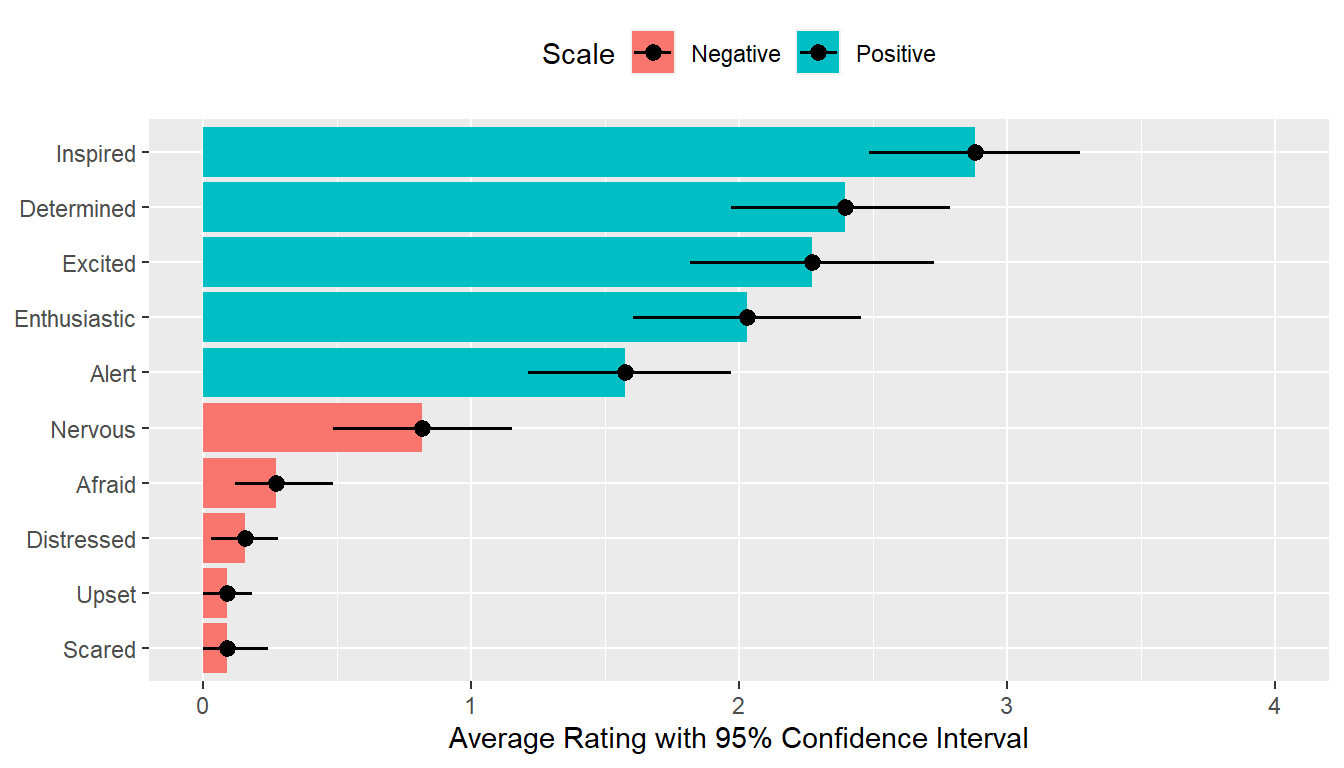 Scale Negative Positive
Inspired
Determined
Excited
Enthusiastic
Alert
Nervous
Afraid
Distressed
Upset
Scared
0 1 2 3 4
Average Rating with 95% Confidence Interval